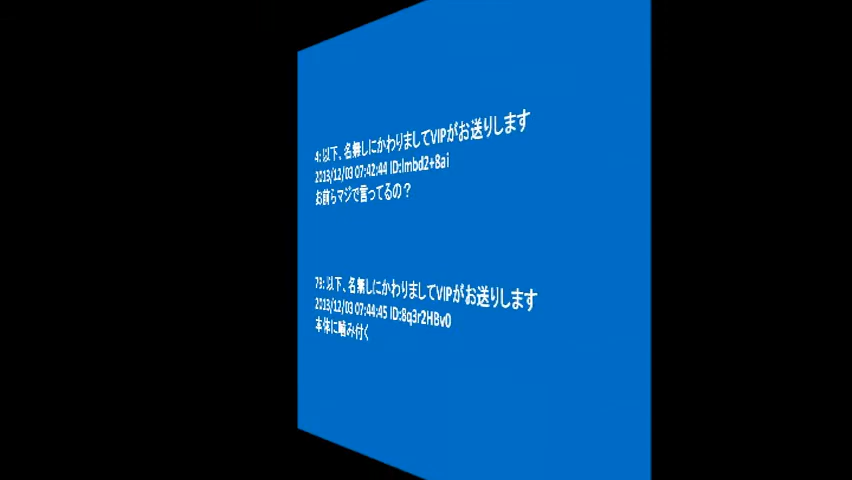 4: 以下、名無しにかわりましてVIPがお送りします
2013/12/03 07:42:44 ID:lmbd2+8ai
お前らマジで言ってるの？
73: 以下、名無しにかわりましてVIPがお送りします
2013/12/03 07:44:45 ID:8q3r2HBv0
本体に噛み付く